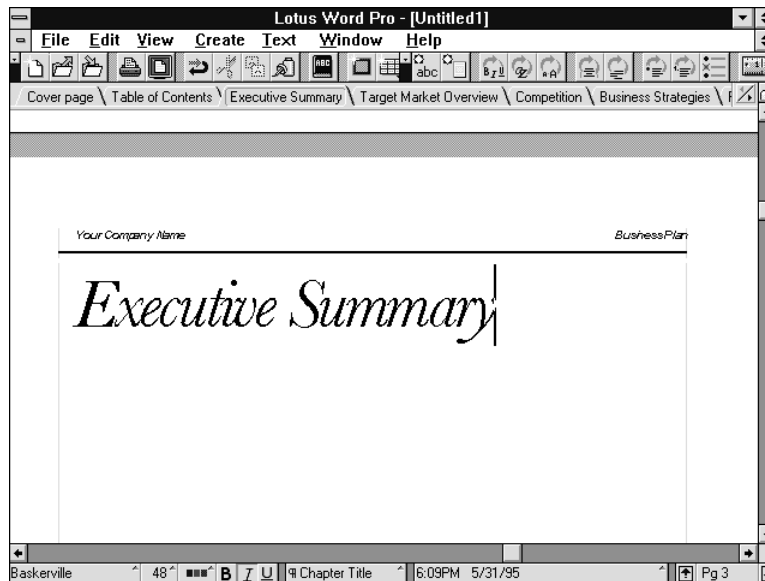 Lotus Word Pro - [Untitled1]
File Edit View Create Text Window Help
ABC abc B I U A
Cover page \ Table of Contents \ Executive Summary \ Target Market Overview \ Competition \ Business Strategies \
Your Company Name Business Plan
Executive Summary
Baskerville 48 B I U ¶ Chapter Title 6:09PM 5/31/95 Pg 3